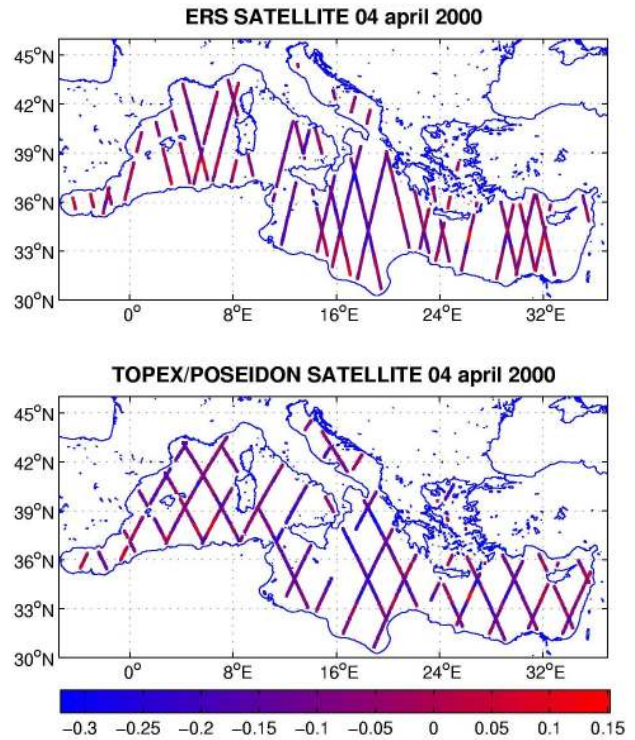 ERS SATELLITE 04 april 2000
45°N
42°N
39°N
36°N
33°N
30°N
0° 8°E 16°E 24°E 32°E
TOPEX/POSEIDON SATELLITE 04 april 2000
45°N
42°N
39°N
36°N
33°N
30°N
0° 8°E 16°E 24°E 32°E
−0.3 −0.25 −0.2 −0.15 −0.1 −0.05 0 0.05 0.1 0.15